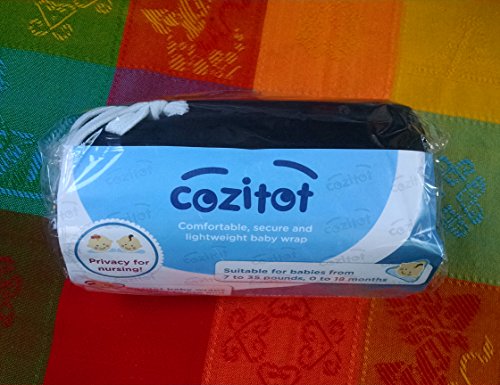 cozitot
Comfortable, secure and
lightweight baby wrap
Privacy for
nursing!
Suitable for babies from
7 to 35 pounds, 0 to 18 months